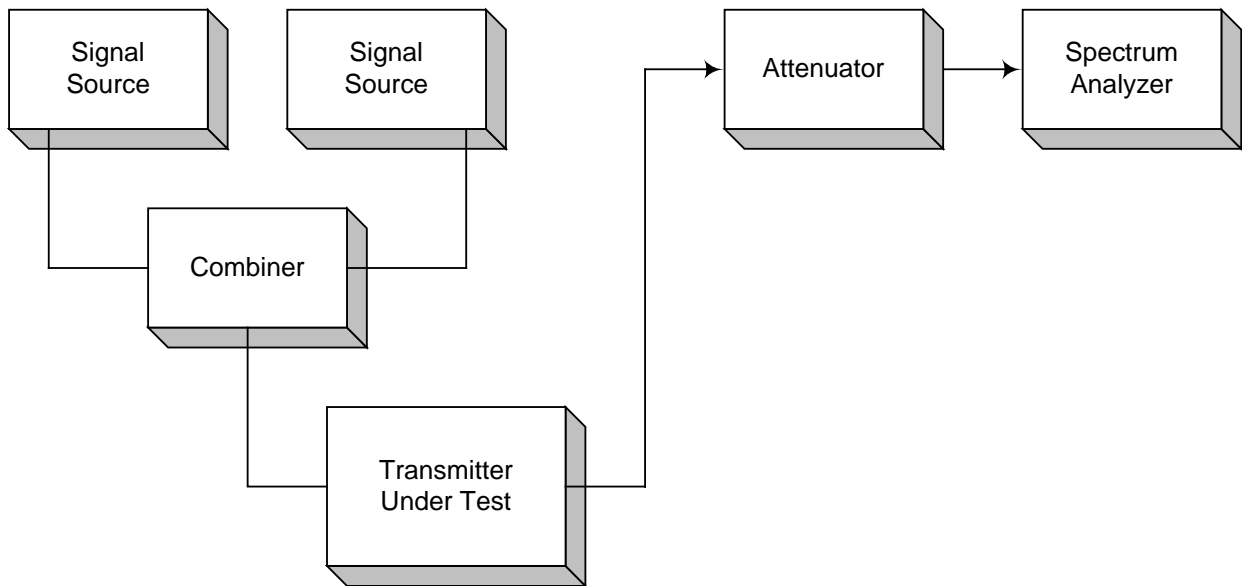 Signal
Source
Signal
Source
Attenuator
Spectrum
Analyzer
Combiner
Transmitter
Under Test